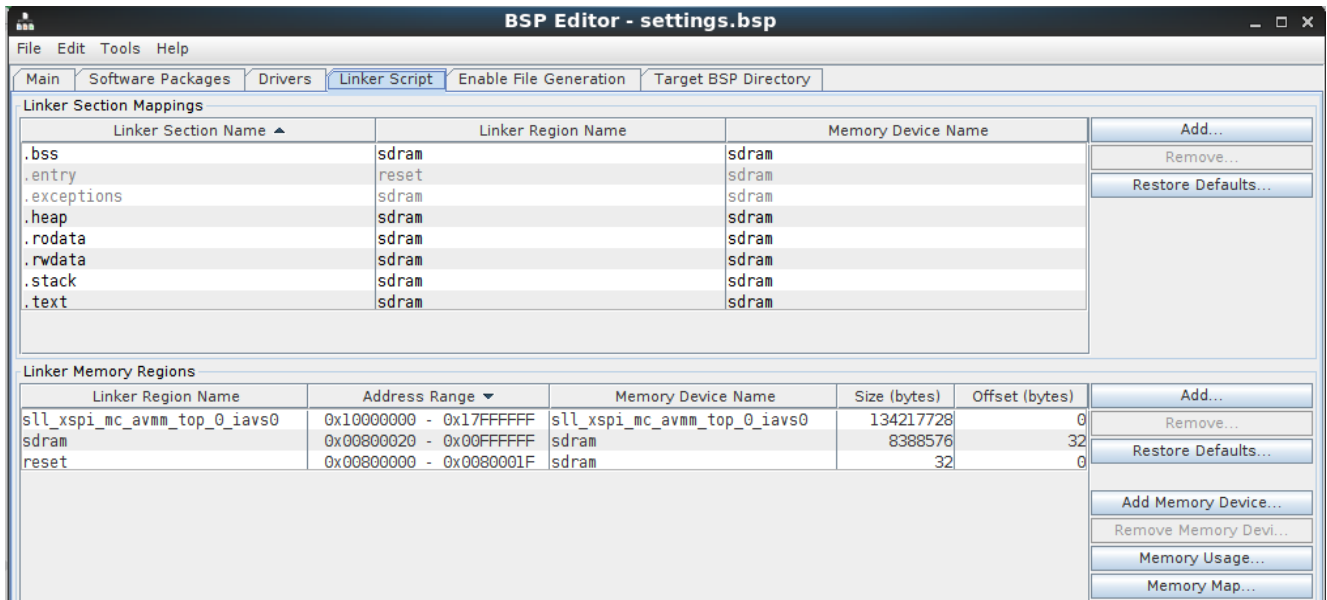 BSP Editor - settings.bsp
File Edit Tools Help
Main Software Packages Drivers Linker Script Enable File Generation Target BSP Directory
Linker Section Mappings
Linker Section Name Linker Region Name Memory Device Name
.bss sdram sdram
.entry reset sdram
.exceptions sdram sdram
.heap sdram sdram
.rodata sdram sdram
.rwdata sdram sdram
.stack sdram sdram
.text sdram sdram
Add...
Remove...
Restore Defaults...
Linker Memory Regions
Linker Region Name Address Range Memory Device Name Size (bytes) Offset (bytes)
sll_xspi_mc_avmm_top_0_iavs0 0x10000000 - 0x17FFFFFF sll_xspi_mc_avmm_top_0_iavs0 134217728 0
sdram 0x00800020 - 0x00FFFFFF sdram 8388576 32
reset 0x00800000 - 0x0080001F sdram 32 0
Add...
Remove...
Restore Defaults...
Add Memory Device...
Remove Memory Devi...
Memory Usage...
Memory Map...